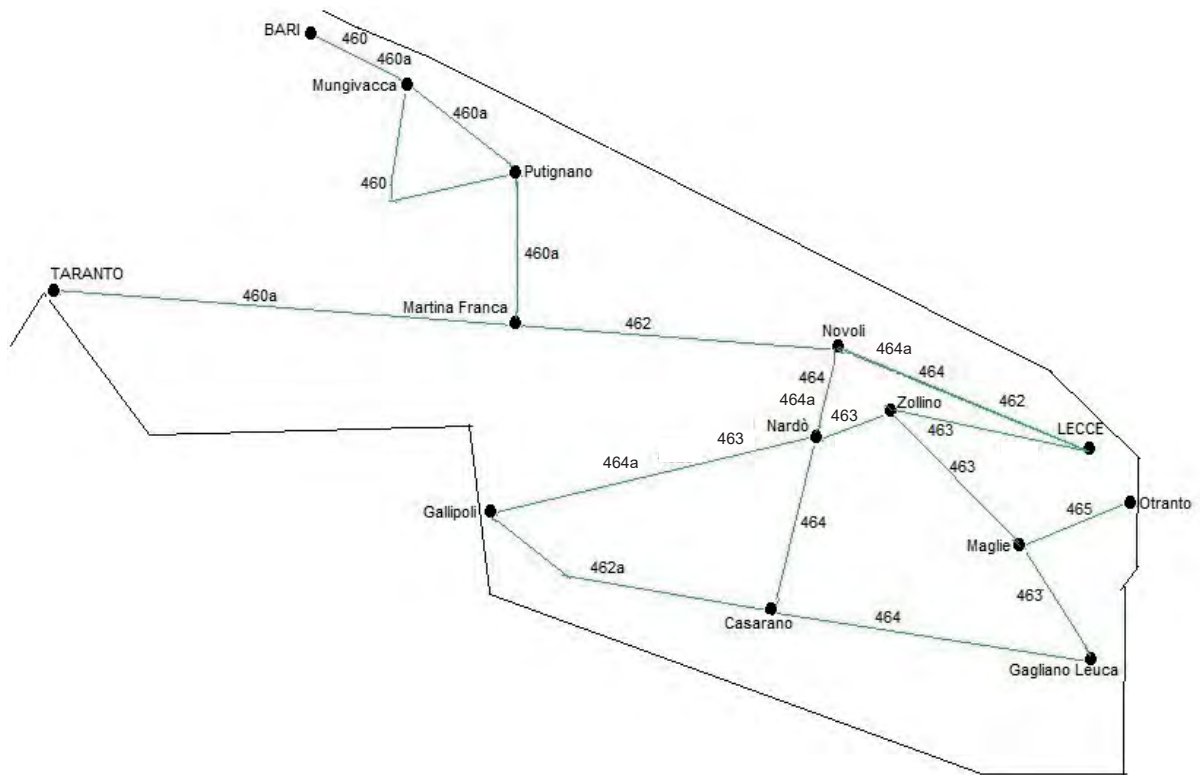 BARI
460
460a
Mungivacca
460a
Putignano
460
460a
TARANTO
460a
Martina Franca
462
Novoli
464a
464
464
464a
Zollino
462
Nardò
463
463
LECCE
463
464a
463
Gallipoli
464
465
Otranto
Maglie
462a
463
Casarano
464
Gagliano Leuca